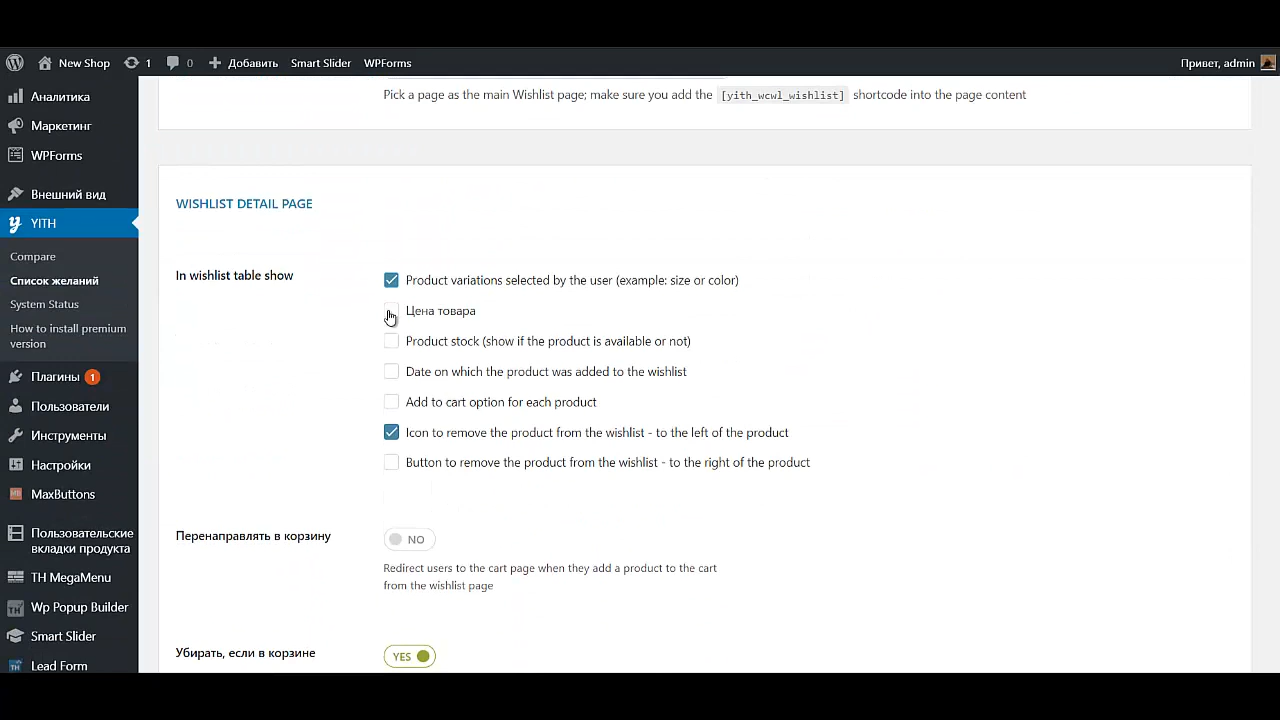 New Shop
1
0
Добавить
Smart Slider
WPForms
Привет, admin
Аналитика
Маркетинг
WPForms
Внешний вид
YITH
Compare
Список желаний
System Status
How to install premium
version
Плагины 1
Пользователи
Инструменты
Настройки
MaxButtons
Пользовательские
вкладки продукта
TH MegaMenu
Wp Popup Builder
Smart Slider
Lead Form
Pick a page as the main Wishlist page; make sure you add the [yith_wcwl_wishlist] shortcode into the page content
WISHLIST DETAIL PAGE
In wishlist table show
Product variations selected by the user (example: size or color)
Цена товара
Product stock (show if the product is available or not)
Date on which the product was added to the wishlist
Add to cart option for each product
Icon to remove the product from the wishlist - to the left of the product
Button to remove the product from the wishlist - to the right of the product
Перенаправлять в корзину
NO
Redirect users to the cart page when they add a product to the cart
from the wishlist page
Убирать, если в корзине
YES